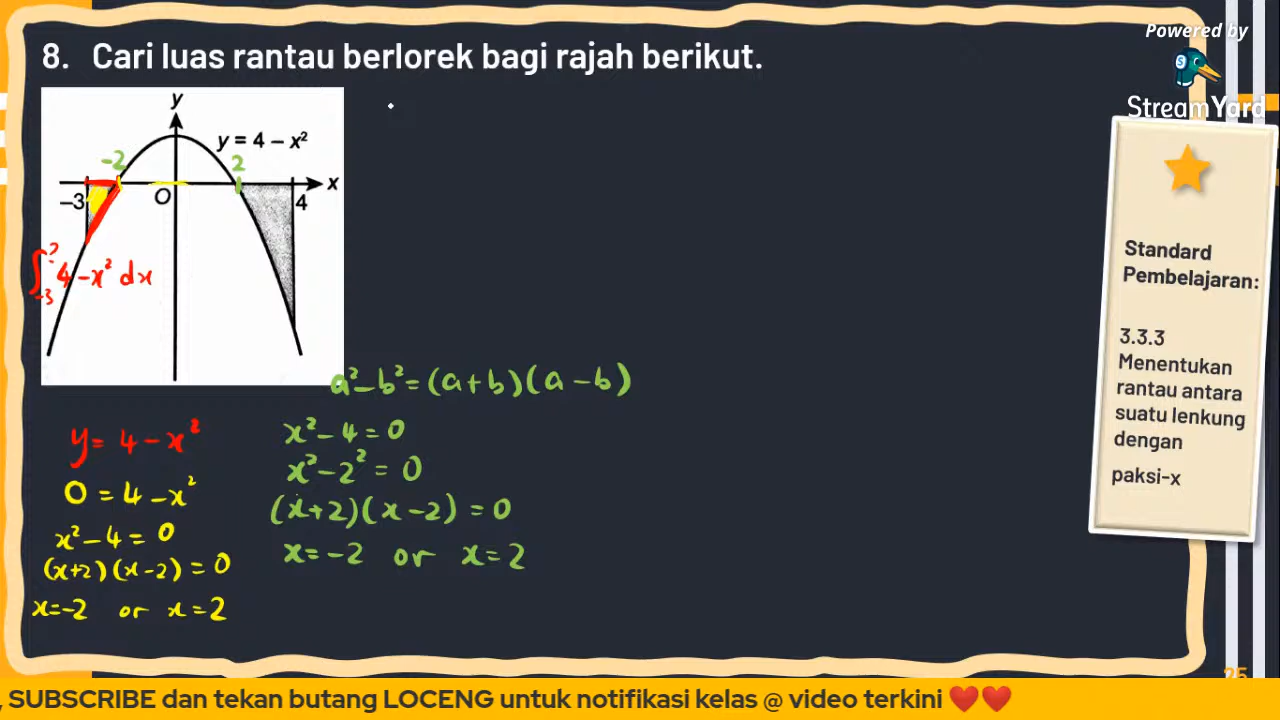 8. Cari luas rantau berlorek bagi rajah berikut.
Powered by
StreamYard
y
y = 4 – x²
-2
2
x
–3
O
4
∫ 4 - x² dx
-3
a² - b² = (a + b)(a - b)
y = 4 - x²
0 = 4 - x²
x² - 4 = 0
(x+2)(x-2) = 0
x = -2 or x = 2
x² - 4 = 0
x² - 2² = 0
(x+2)(x-2) = 0
x = -2 or x = 2
Standard
Pembelajaran:
3.3.3
Menentukan
rantau antara
suatu lenkung
dengan
paksi-x
SUBSCRIBE dan tekan butang LOCENG untuk notifikasi kelas @ video terkini ❤️❤️